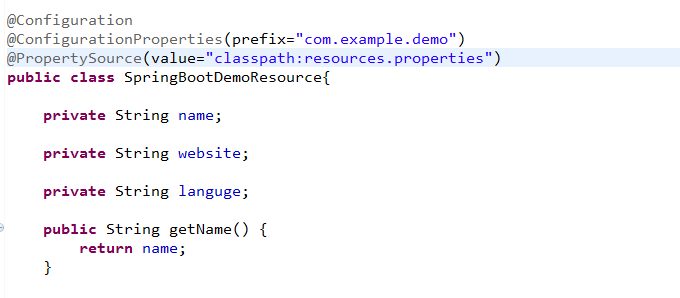 @Configuration
@ConfigurationProperties(prefix="com.example.demo")
@PropertySource(value="classpath:resources.properties")
public class SpringBootDemoResource{
private String name;
private String website;
private String languge;
public String getName() {
return name;
}